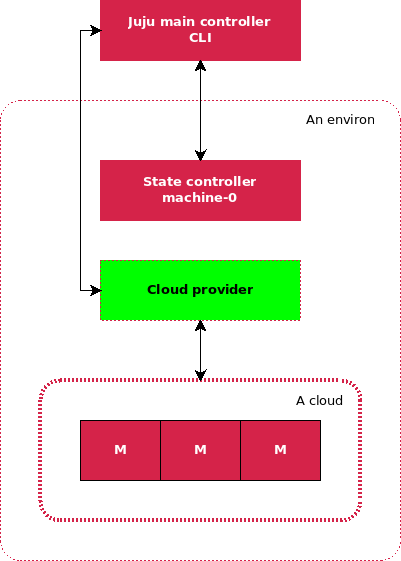 Juju main controller
CLI
An environ
State controller
machine-0
Cloud provider
A cloud
M M M